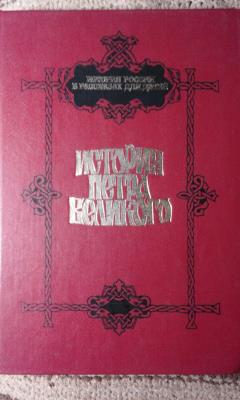 ИСТОРИЯ РОССИИ
В РАССКАЗАХ ДЛЯ ДЕТЕЙ
ИСТОРИЯ
ПЕТРА
ВЕЛИКОГО